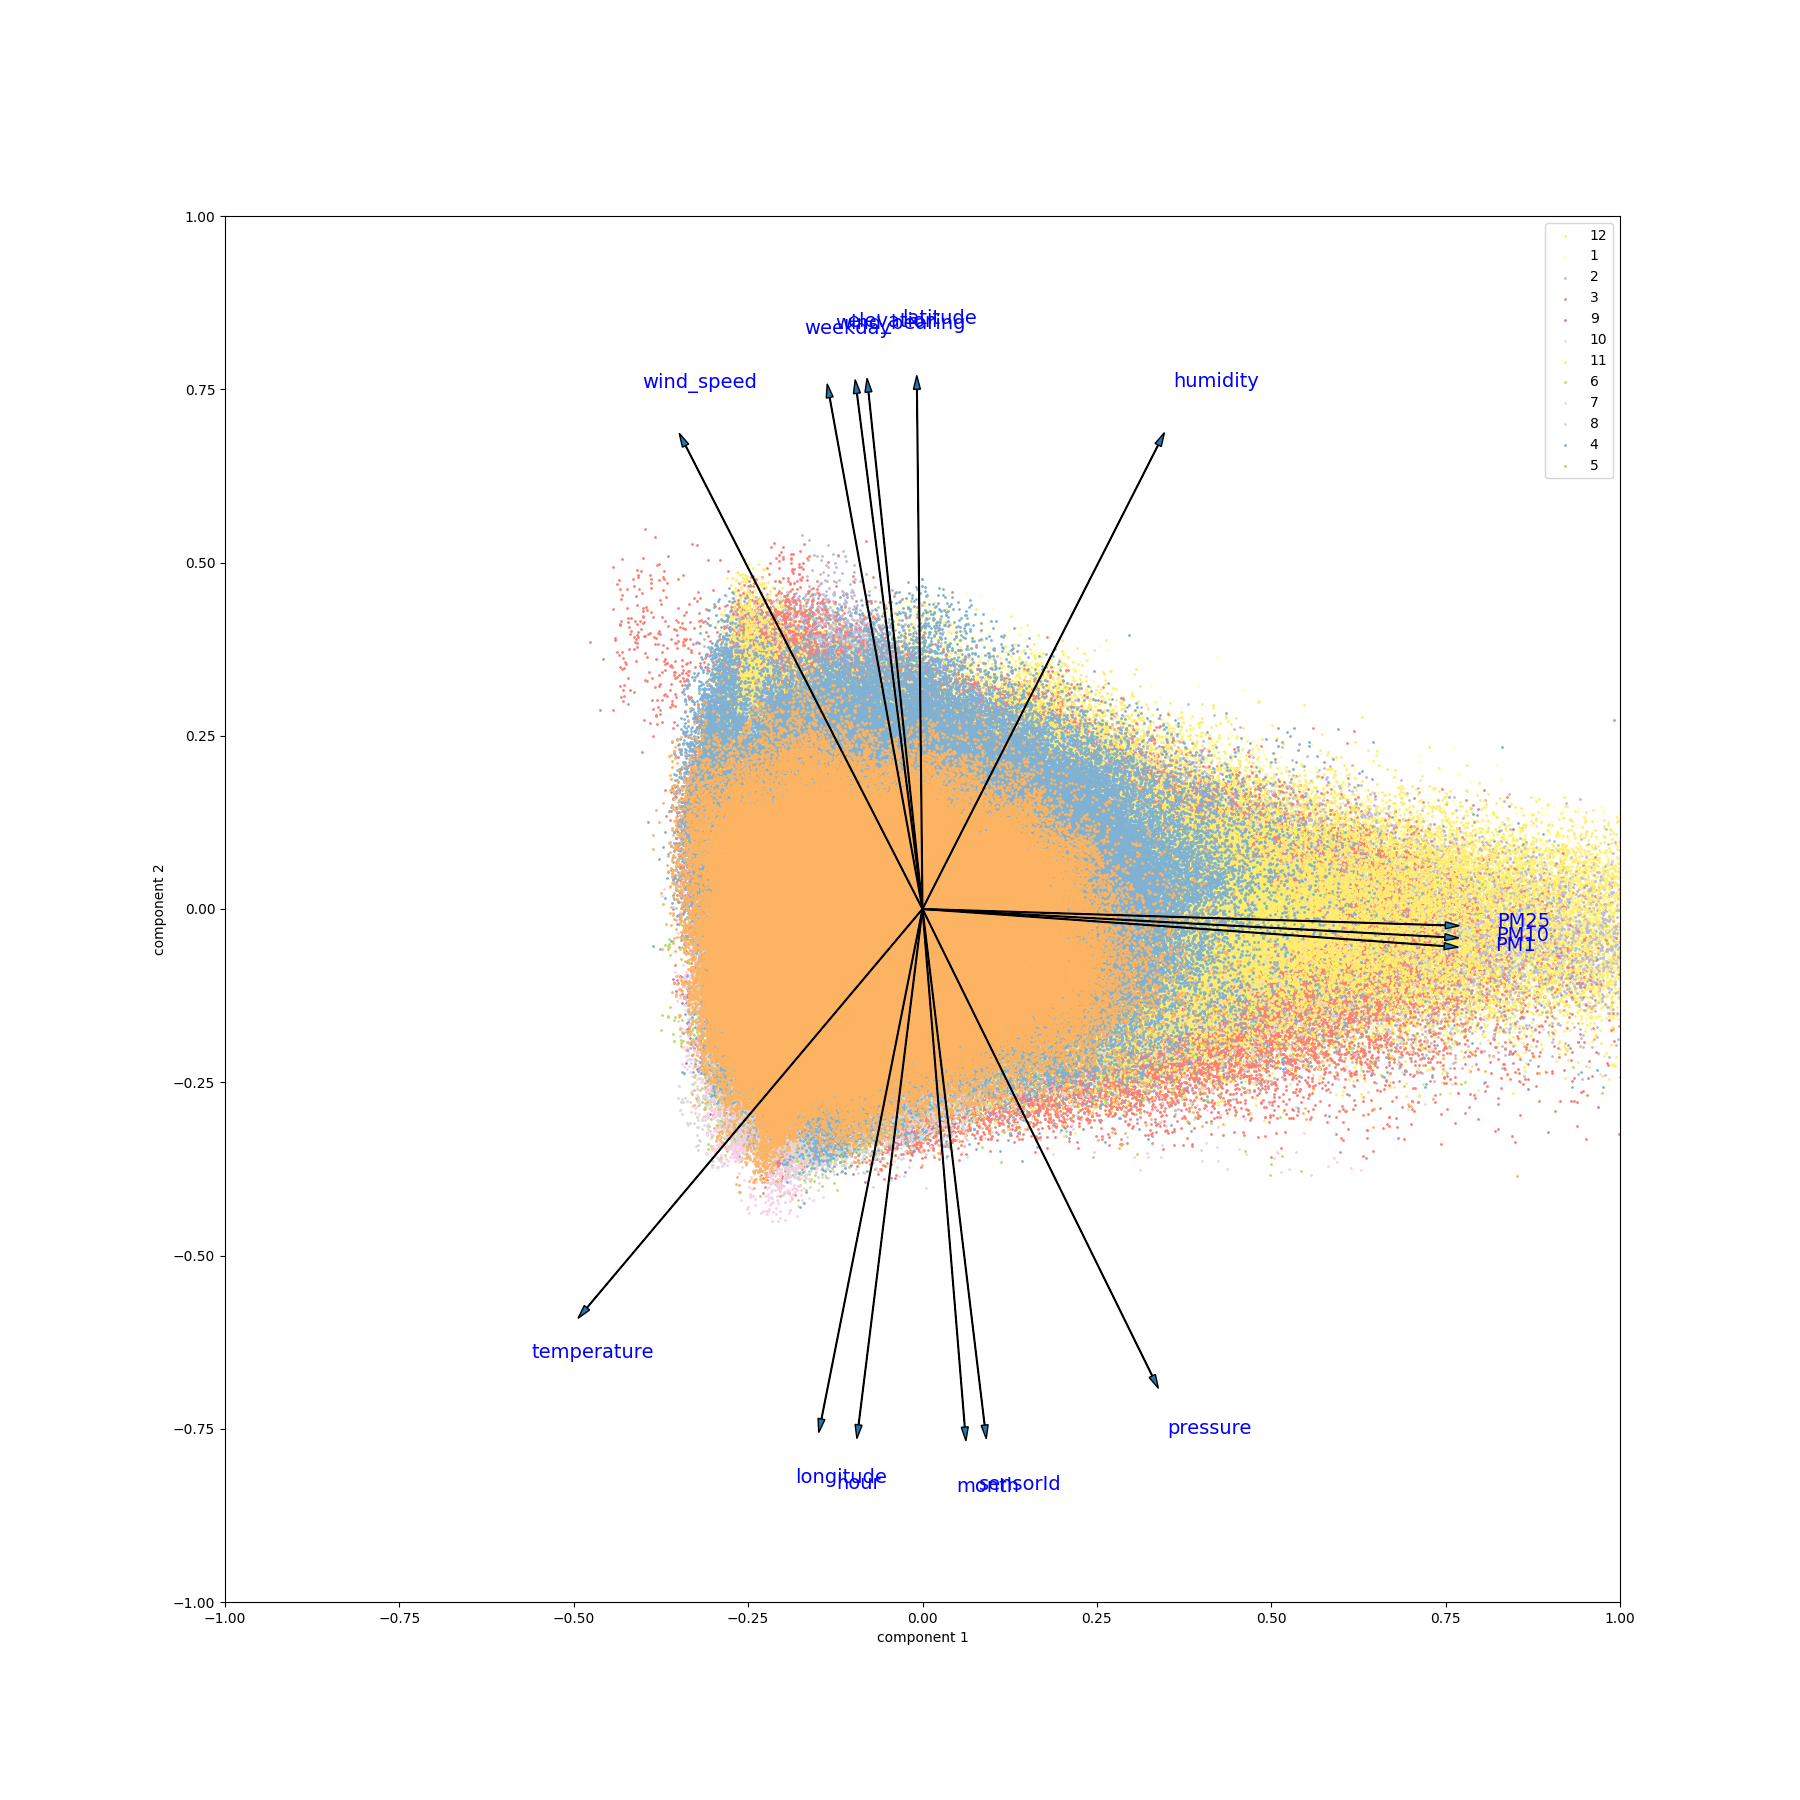 1.00
0.75
0.50
0.25
0.00
−0.25
−0.50
−0.75
−1.00
component 2
−1.00
−0.75
−0.50
−0.25
0.00
0.25
0.50
0.75
1.00
component 1
12
1
2
3
9
10
11
6
7
8
4
5
latitude
elevation
wind_bearing
weekday
wind_speed
humidity
PM25
PM10
PM1
temperature
pressure
longitude
hour
month
sensorId